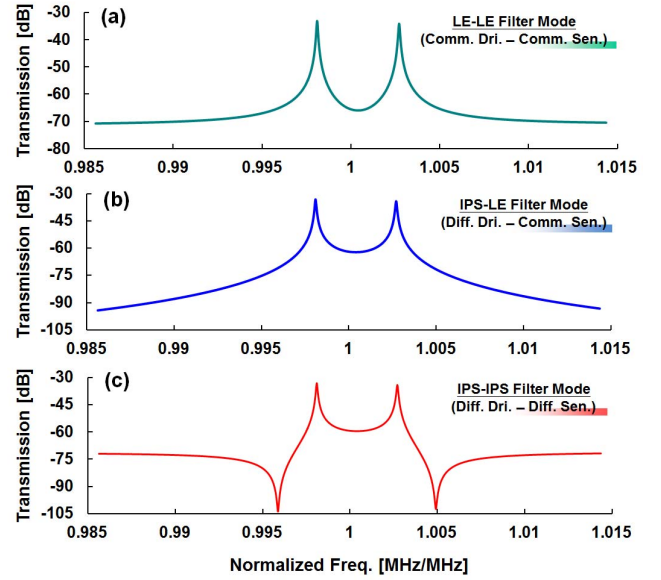 (a)
LE-LE Filter Mode
(Comm. Dri. – Comm. Sen.)
Transmission [dB]
-30
-40
-50
-60
-70
-80
0.985 0.99 0.995 1 1.005 1.01 1.015
(b)
IPS-LE Filter Mode
(Diff. Dri. – Comm. Sen.)
Transmission [dB]
-30
-45
-60
-75
-90
-105
0.985 0.99 0.995 1 1.005 1.01 1.015
(c)
IPS-IPS Filter Mode
(Diff. Dri. – Diff. Sen.)
Transmission [dB]
-30
-45
-60
-75
-90
-105
0.985 0.99 0.995 1 1.005 1.01 1.015
Normalized Freq. [MHz/MHz]